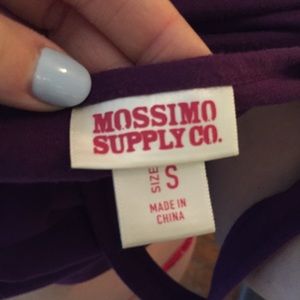 MOSSIMO
SUPPLY CO.
SIZE S
MADE IN
CHINA